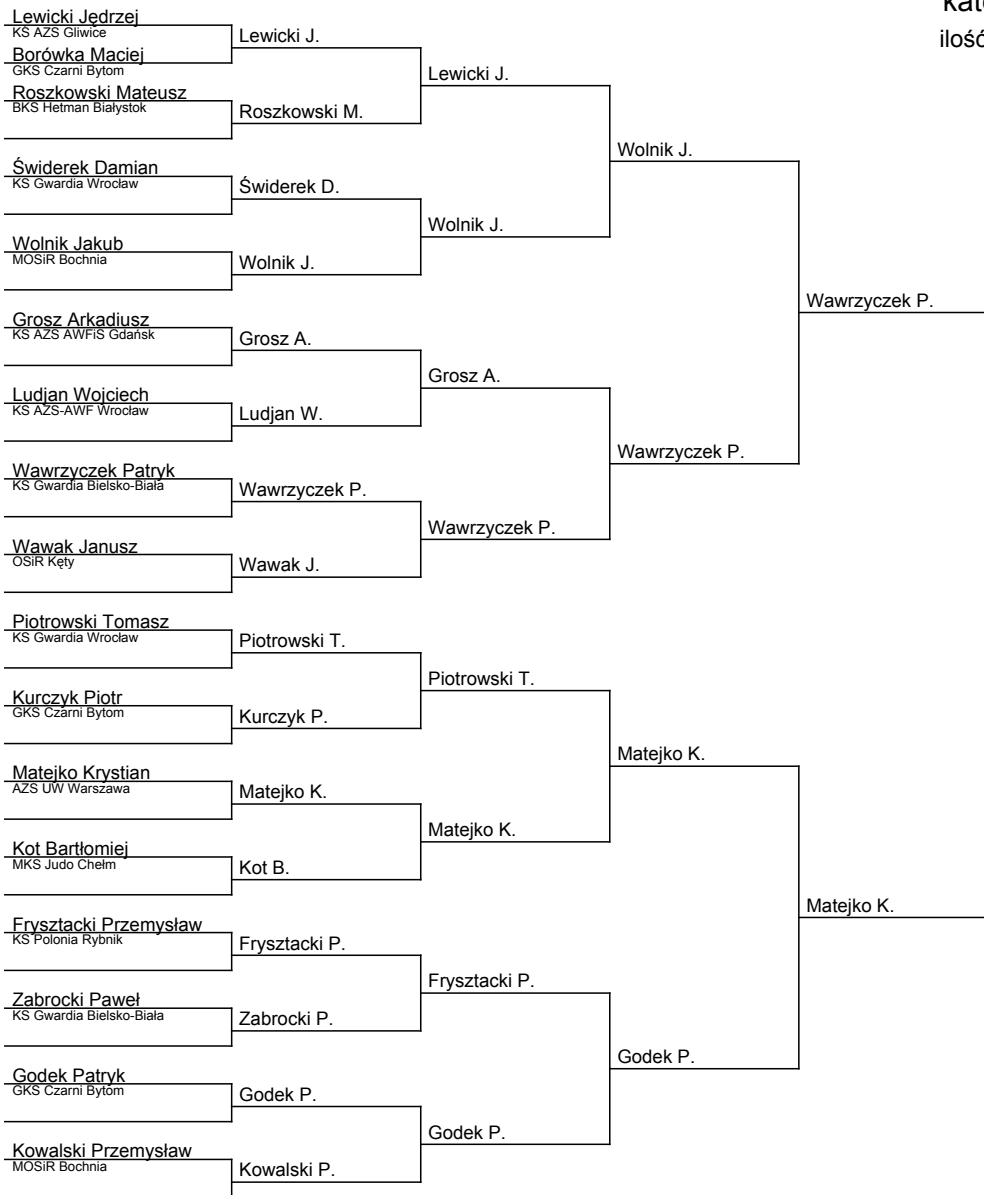 kat
ilość
Lewicki Jędrzej
KS AZS Gliwice
Borówka Maciej
GKS Czarni Bytom
Roszkowski Mateusz
BKS Hetman Białystok
Świderek Damian
KS Gwardia Wrocław
Wolnik Jakub
MOSiR Bochnia
Grosz Arkadiusz
KS AZS AWFiS Gdańsk
Ludjan Wojciech
KS AZS-AWF Wrocław
Wawrzyczek Patryk
KS Gwardia Bielsko-Biała
Wawak Janusz
OSiR Kęty
Piotrowski Tomasz
KS Gwardia Wrocław
Kurczyk Piotr
GKS Czarni Bytom
Matejko Krystian
AZS UW Warszawa
Kot Bartłomiej
MKS Judo Chełm
Frysztacki Przemysław
KS Polonia Rybnik
Zabrocki Paweł
KS Gwardia Bielsko-Biała
Godek Patryk
GKS Czarni Bytom
Kowalski Przemysław
MOSiR Bochnia
Lewicki J.
Roszkowski M.
Świderek D.
Wolnik J.
Grosz A.
Ludjan W.
Wawrzyczek P.
Wawak J.
Piotrowski T.
Kurczyk P.
Matejko K.
Kot B.
Frysztacki P.
Zabrocki P.
Godek P.
Kowalski P.
Lewicki J.
Wolnik J.
Grosz A.
Wawrzyczek P.
Piotrowski T.
Matejko K.
Frysztacki P.
Godek P.
Wolnik J.
Wawrzyczek P.
Matejko K.
Godek P.
Wawrzyczek P.
Matejko K.